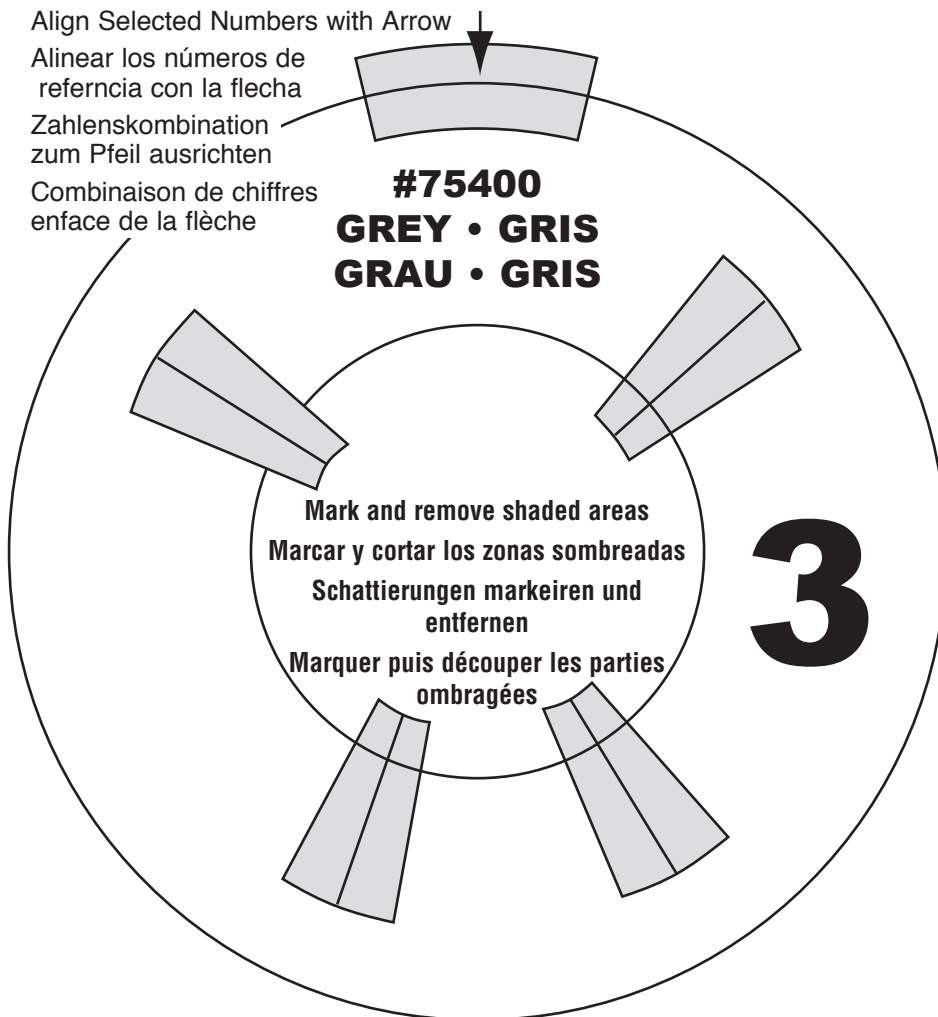 Align Selected Numbers with Arrow
Alinear los números de
referncia con la flecha
Zahlenskombination
zum Pfeil ausrichten
Combinaison de chiffres
enface de la flèche
#75400
GREY • GRIS
GRAU • GRIS
Mark and remove shaded areas
Marcar y cortar los zonas sombreadas
Schattierungen markeiren und
entfernen
Marquer puis découper les parties
ombragées
3